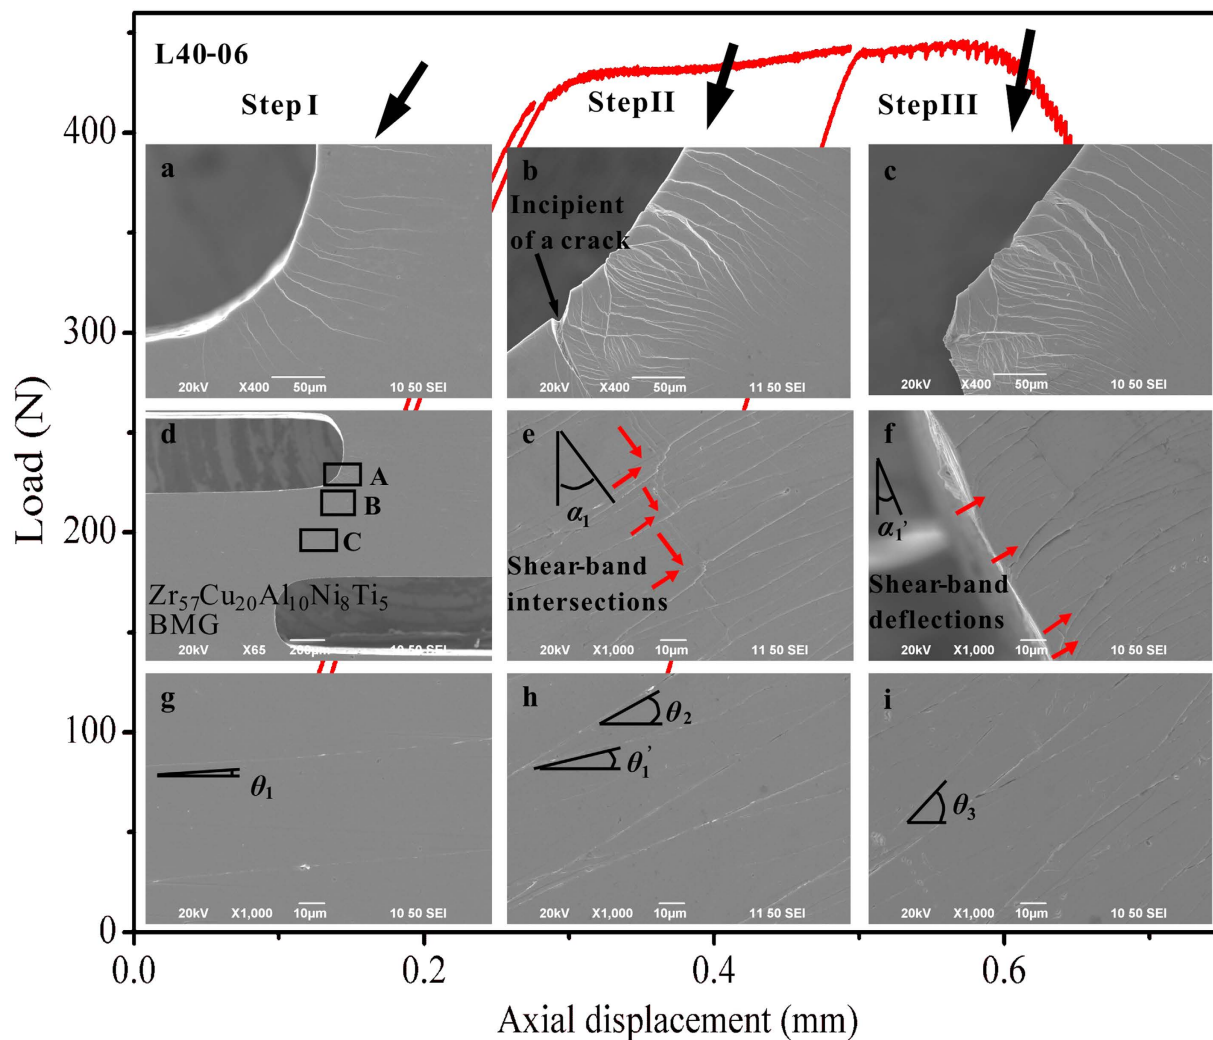 L40-06
Step I
StepII
StepIII
Load (N)
400
300
200
100
0
a
20kV X400 50μm 10 50 SEI
b
Incipient
of a crack
20kV X400 50μm 11 50 SEI
c
20kV X400 50μm 10 50 SEI
d
A
B
C
Zr57Cu20Al10Ni8Ti5
BMG
20kV X65 200μm 10 50 SEI
e
α1
Shear-band
intersections
20kV X1,000 10μm 11 50 SEI
f
α1'
Shear-band
deflections
20kV X1,000 10μm 10 50 SEI
g
θ1
20kV X1,000 10μm 10 50 SEI
h
θ2
θ1'
20kV X1,000 10μm 11 50 SEI
i
θ3
20kV X1,000 10μm 10 50 SEI
0.0 0.2 0.4 0.6
Axial displacement (mm)